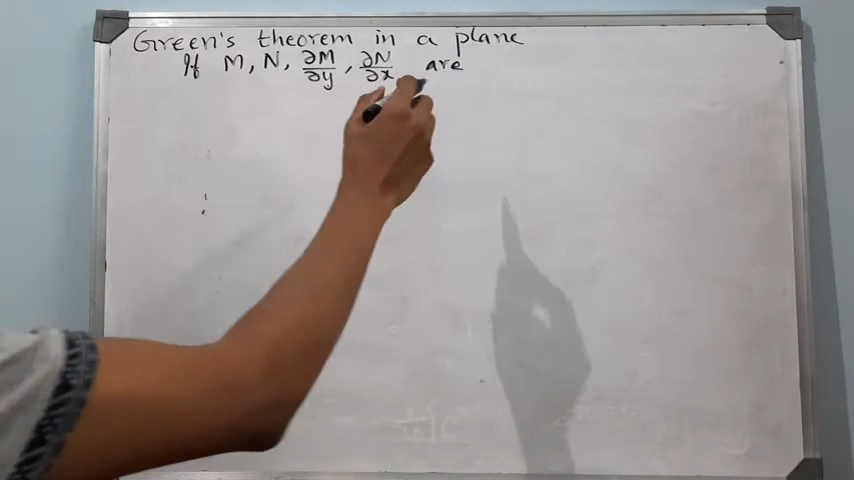 Green's theorem in a plane
If M, N, ∂M/∂y, ∂N/∂x are